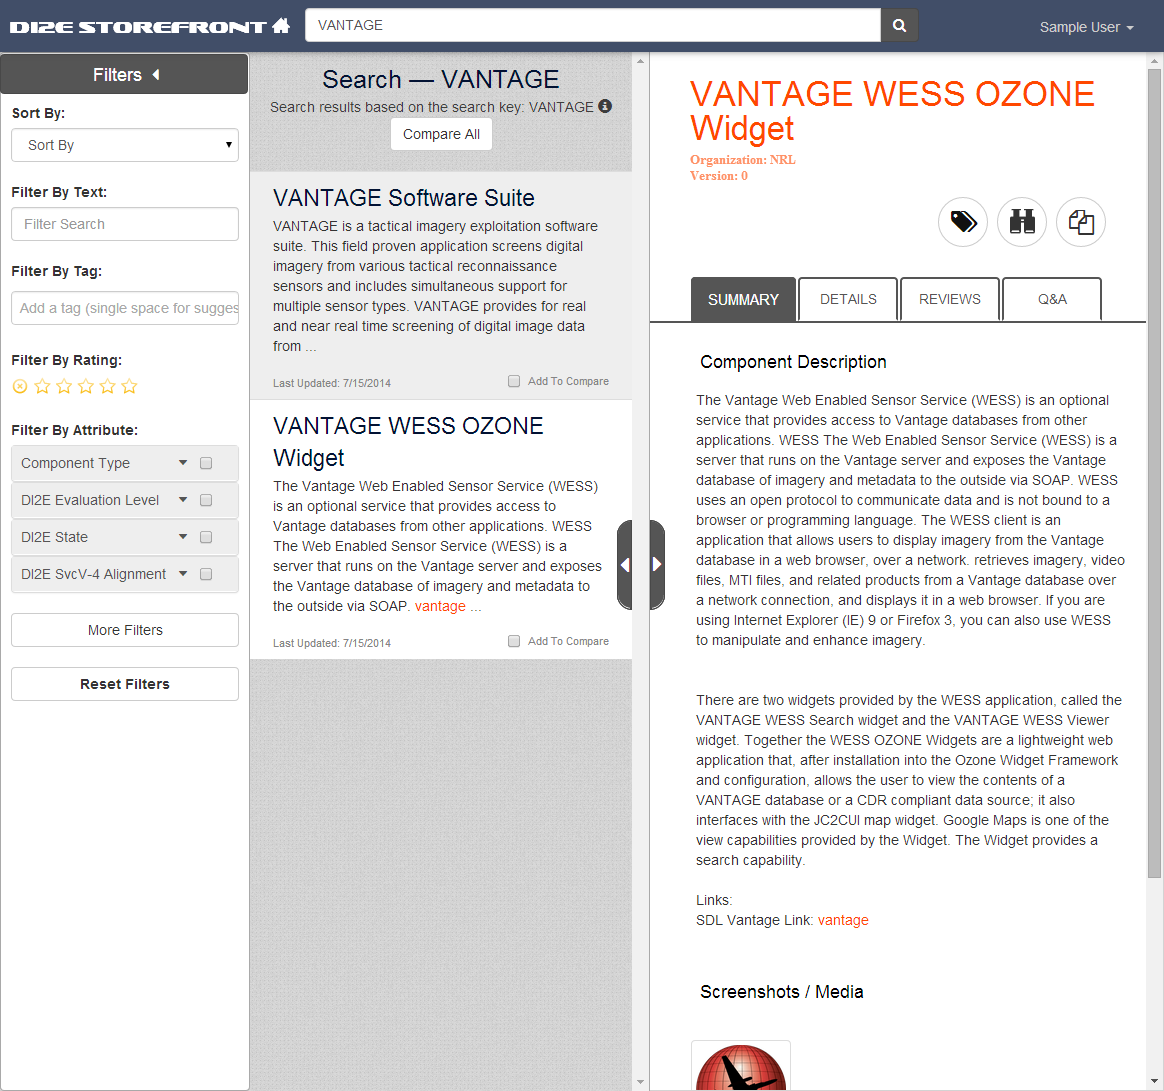 DI2E STOREFRONT
VANTAGE
Sample User
Filters
Sort By:
Sort By
Filter By Text:
Filter Search
Filter By Tag:
Add a tag (single space for sugges
Filter By Rating:
Filter By Attribute:
Component Type
DI2E Evaluation Level
DI2E State
DI2E SvcV-4 Alignment
More Filters
Reset Filters
Search — VANTAGE
Search results based on the search key: VANTAGE
Compare All
VANTAGE Software Suite
VANTAGE is a tactical imagery exploitation software
suite. This field proven application screens digital
imagery from various tactical reconnaissance
sensors and includes simultaneous support for
multiple sensor types. VANTAGE provides for real
and near real time screening of digital image data
from ...
Last Updated: 7/15/2014
Add To Compare
VANTAGE WESS OZONE
Widget
The Vantage Web Enabled Sensor Service (WESS)
is an optional service that provides access to
Vantage databases from other applications. WESS
The Web Enabled Sensor Service (WESS) is a
server that runs on the Vantage server and exposes
the Vantage database of imagery and metadata to
the outside via SOAP. vantage ...
Last Updated: 7/15/2014
Add To Compare
VANTAGE WESS OZONE
Widget
Organization: NRL
Version: 0
SUMMARY
DETAILS
REVIEWS
Q&A
Component Description
The Vantage Web Enabled Sensor Service (WESS) is an optional
service that provides access to Vantage databases from other
applications. WESS The Web Enabled Sensor Service (WESS) is a
server that runs on the Vantage server and exposes the Vantage
database of imagery and metadata to the outside via SOAP. WESS
uses an open protocol to communicate data and is not bound to a
browser or programming language. The WESS client is an
application that allows users to display imagery from the Vantage
database in a web browser, over a network. retrieves imagery, video
files, MTI files, and related products from a Vantage database over
a network connection, and displays it in a web browser. If you are
using Internet Explorer (IE) 9 or Firefox 3, you can also use WESS
to manipulate and enhance imagery.
There are two widgets provided by the WESS application, called the
VANTAGE WESS Search widget and the VANTAGE WESS Viewer
widget. Together the WESS OZONE Widgets are a lightweight web
application that, after installation into the Ozone Widget Framework
and configuration, allows the user to view the contents of a
VANTAGE database or a CDR compliant data source; it also
interfaces with the JC2CUI map widget. Google Maps is one of the
view capabilities provided by the Widget. The Widget provides a
search capability.
Links:
SDL Vantage Link: vantage
Screenshots / Media